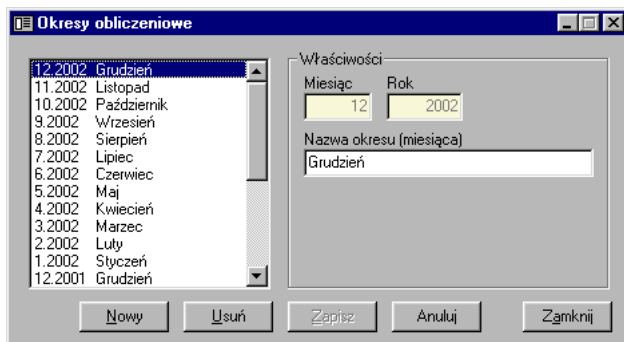 Okresy obliczeniowe
12.2002 Grudzień
11.2002 Listopad
10.2002 Październik
9.2002 Wrzesień
8.2002 Sierpień
7.2002 Lipiec
6.2002 Czerwiec
5.2002 Maj
4.2002 Kwiecień
3.2002 Marzec
2.2002 Luty
1.2002 Styczeń
12.2001 Grudzień
Właściwości
Miesiąc Rok
12 2002
Nazwa okresu (miesiąca)
Grudzień
Nowy Usuń Zapisz Anuluj Zamknij